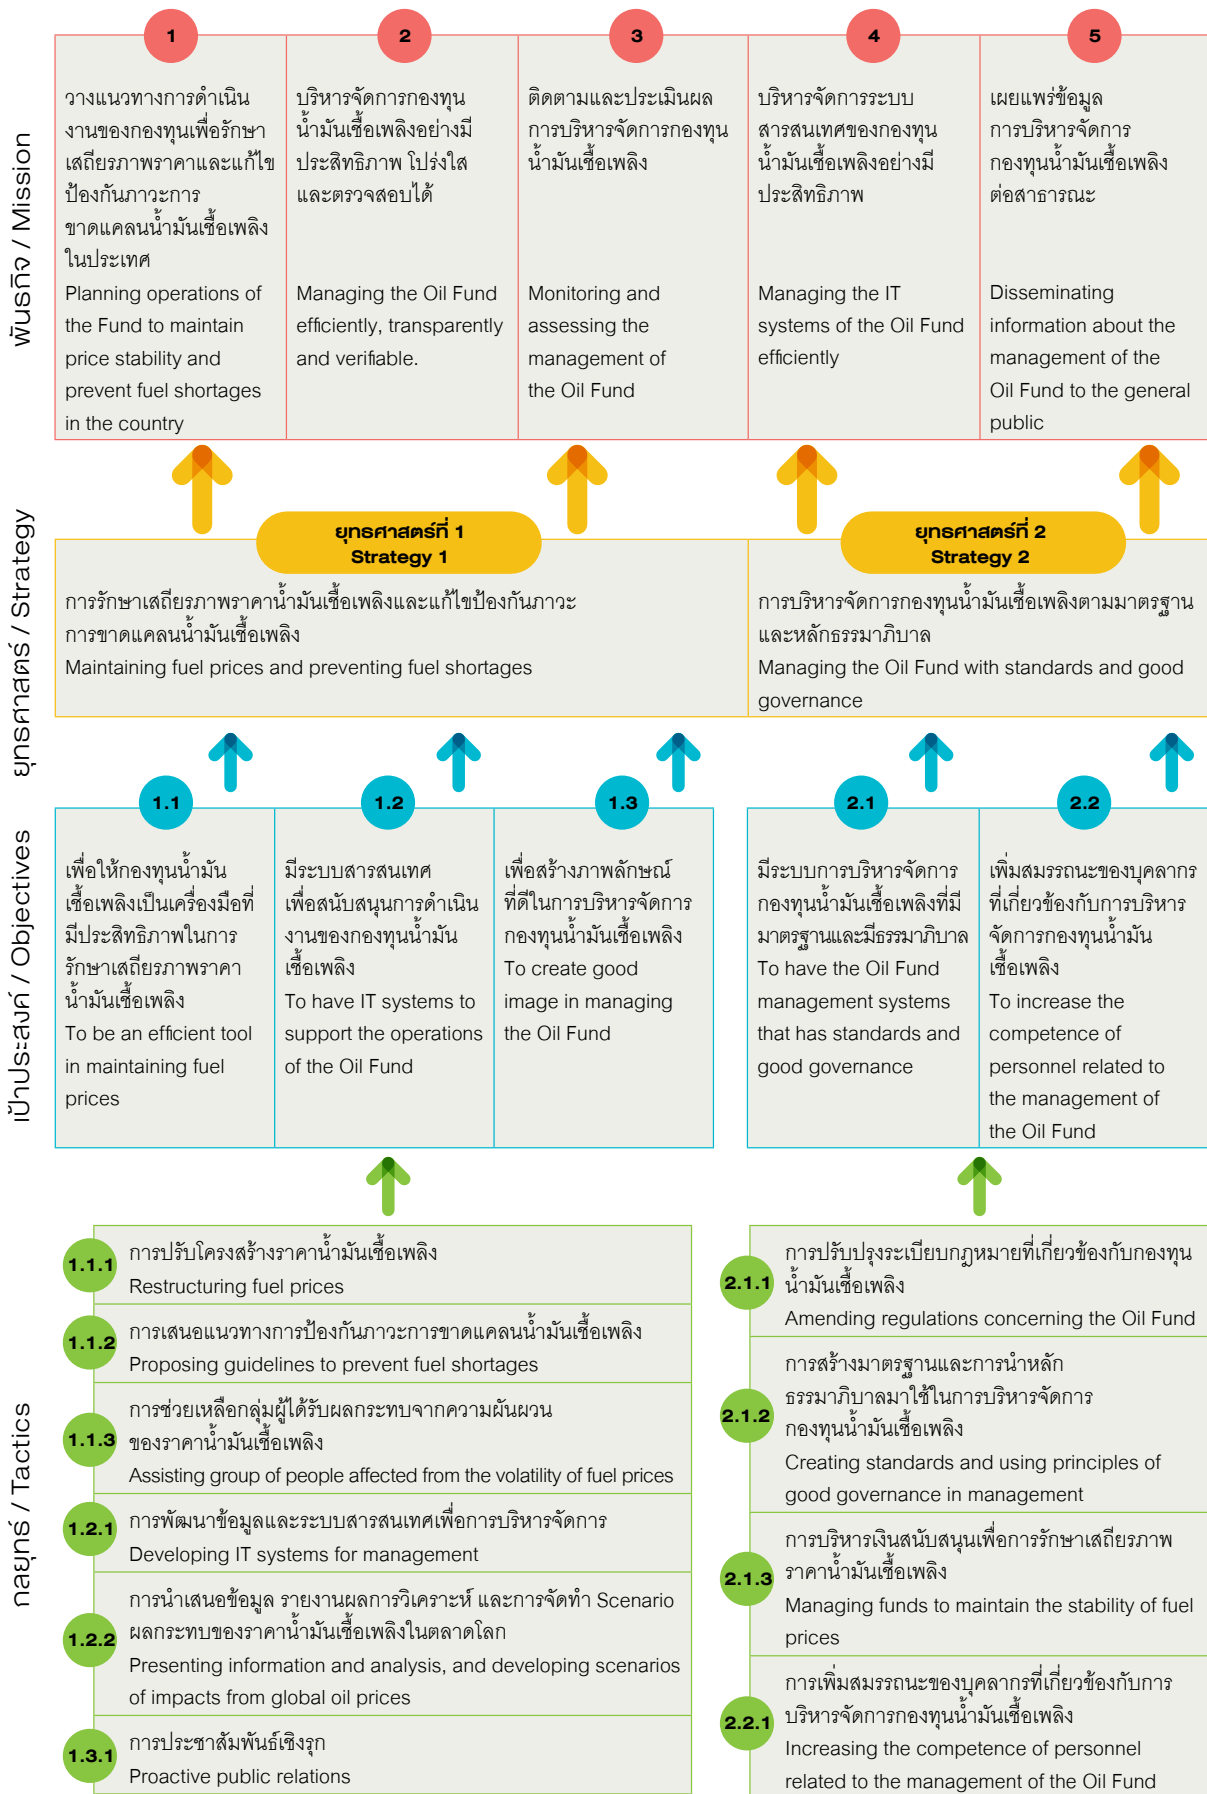 พันธกิจ / Mission
1
วางแนวทางการดำเนิน
งานของกองทุนเพื่อรักษา
เสถียรภาพราคาและแก้ไข
ป้องกันภาวะการ
ขาดแคลนน้ำมันเชื้อเพลิง
ในประเทศ
Planning operations of
the Fund to maintain
price stability and
prevent fuel shortages
in the country
2
บริหารจัดการกองทุน
น้ำมันเชื้อเพลิงอย่างมี
ประสิทธิภาพ โปร่งใส
และตรวจสอบได้
Managing the Oil Fund
efficiently, transparently
and verifiable.
3
ติดตามและประเมินผล
การบริหารจัดการกองทุน
น้ำมันเชื้อเพลิง
Monitoring and
assessing the
management of
the Oil Fund
4
บริหารจัดการระบบ
สารสนเทศของกองทุน
น้ำมันเชื้อเพลิงอย่างมี
ประสิทธิภาพ
Managing the IT
systems of the Oil Fund
efficiently
5
เผยแพร่ข้อมูล
การบริหารจัดการ
กองทุนน้ำมันเชื้อเพลิง
ต่อสาธารณะ
Disseminating
information about the
management of the
Oil Fund to the general
public
ยุทธศาสตร์ / Strategy
ยุทธศาสตร์ที่ 1
Strategy 1
การรักษาเสถียรภาพราคาน้ำมันเชื้อเพลิงและแก้ไขป้องกันภาวะ
การขาดแคลนน้ำมันเชื้อเพลิง
Maintaining fuel prices and preventing fuel shortages
ยุทธศาสตร์ที่ 2
Strategy 2
การบริหารจัดการกองทุนน้ำมันเชื้อเพลิงตามมาตรฐาน
และหลักธรรมาภิบาล
Managing the Oil Fund with standards and good
governance
เป้าประสงค์ / Objectives
1.1
เพื่อให้กองทุนน้ำมัน
เชื้อเพลิงเป็นเครื่องมือที่
มีประสิทธิภาพในการ
รักษาเสถียรภาพราคา
น้ำมันเชื้อเพลิง
To be an efficient tool
in maintaining fuel
prices
1.2
มีระบบสารสนเทศ
เพื่อสนับสนุนการดำเนิน
งานของกองทุนน้ำมัน
เชื้อเพลิง
To have IT systems to
support the operations
of the Oil Fund
1.3
เพื่อสร้างภาพลักษณ์
ที่ดีในการบริหารจัดการ
กองทุนน้ำมันเชื้อเพลิง
To create good
image in managing
the Oil Fund
2.1
มีระบบการบริหารจัดการ
กองทุนน้ำมันเชื้อเพลิงที่มี
มาตรฐานและมีธรรมาภิบาล
To have the Oil Fund
management systems
that has standards and
good governance
2.2
เพิ่มสมรรถนะของบุคลากร
ที่เกี่ยวข้องกับการบริหาร
จัดการกองทุนน้ำมัน
เชื้อเพลิง
To increase the
competence of
personnel related to
the management of
the Oil Fund
กลยุทธ์ / Tactics
1.1.1
การปรับโครงสร้างราคาน้ำมันเชื้อเพลิง
Restructuring fuel prices
1.1.2
การเสนอแนวทางการป้องกันภาวะการขาดแคลนน้ำมันเชื้อเพลิง
Proposing guidelines to prevent fuel shortages
1.1.3
การช่วยเหลือกลุ่มผู้ได้รับผลกระทบจากความผันผวน
ของราคาน้ำมันเชื้อเพลิง
Assisting group of people affected from the volatility of fuel prices
1.2.1
การพัฒนาข้อมูลและระบบสารสนเทศเพื่อการบริหารจัดการ
Developing IT systems for management
1.2.2
การนำเสนอข้อมูล รายงานผลการวิเคราะห์ และการจัดทำ Scenario
ผลกระทบของราคาน้ำมันเชื้อเพลิงในตลาดโลก
Presenting information and analysis, and developing scenarios
of impacts from global oil prices
1.3.1
การประชาสัมพันธ์เชิงรุก
Proactive public relations
2.1.1
การปรับปรุงระเบียบกฎหมายที่เกี่ยวข้องกับกองทุน
น้ำมันเชื้อเพลิง
Amending regulations concerning the Oil Fund
2.1.2
การสร้างมาตรฐานและการนำหลัก
ธรรมาภิบาลมาใช้ในการบริหารจัดการ
กองทุนน้ำมันเชื้อเพลิง
Creating standards and using principles of
good governance in management
2.1.3
การบริหารเงินสนับสนุนเพื่อการรักษาเสถียรภาพ
ราคาน้ำมันเชื้อเพลิง
Managing funds to maintain the stability of fuel
prices
2.2.1
การเพิ่มสมรรถนะของบุคลากรที่เกี่ยวข้องกับการ
บริหารจัดการกองทุนน้ำมันเชื้อเพลิง
Increasing the competence of personnel
related to the management of the Oil Fund